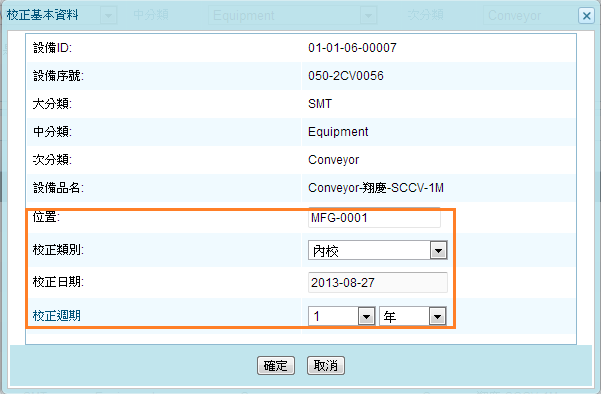 校正基本資料 中分類 Equipment 次分類 Conveyor
設備ID: 01-01-06-00007
設備序號: 050-2CV0056
大分類: SMT
中分類: Equipment
次分類: Conveyor
設備品名: Conveyor-翔慶-SCCV-1M
位置: MFG-0001
校正類別: 內校
校正日期: 2013-08-27
校正週期 1 年
確定 取消